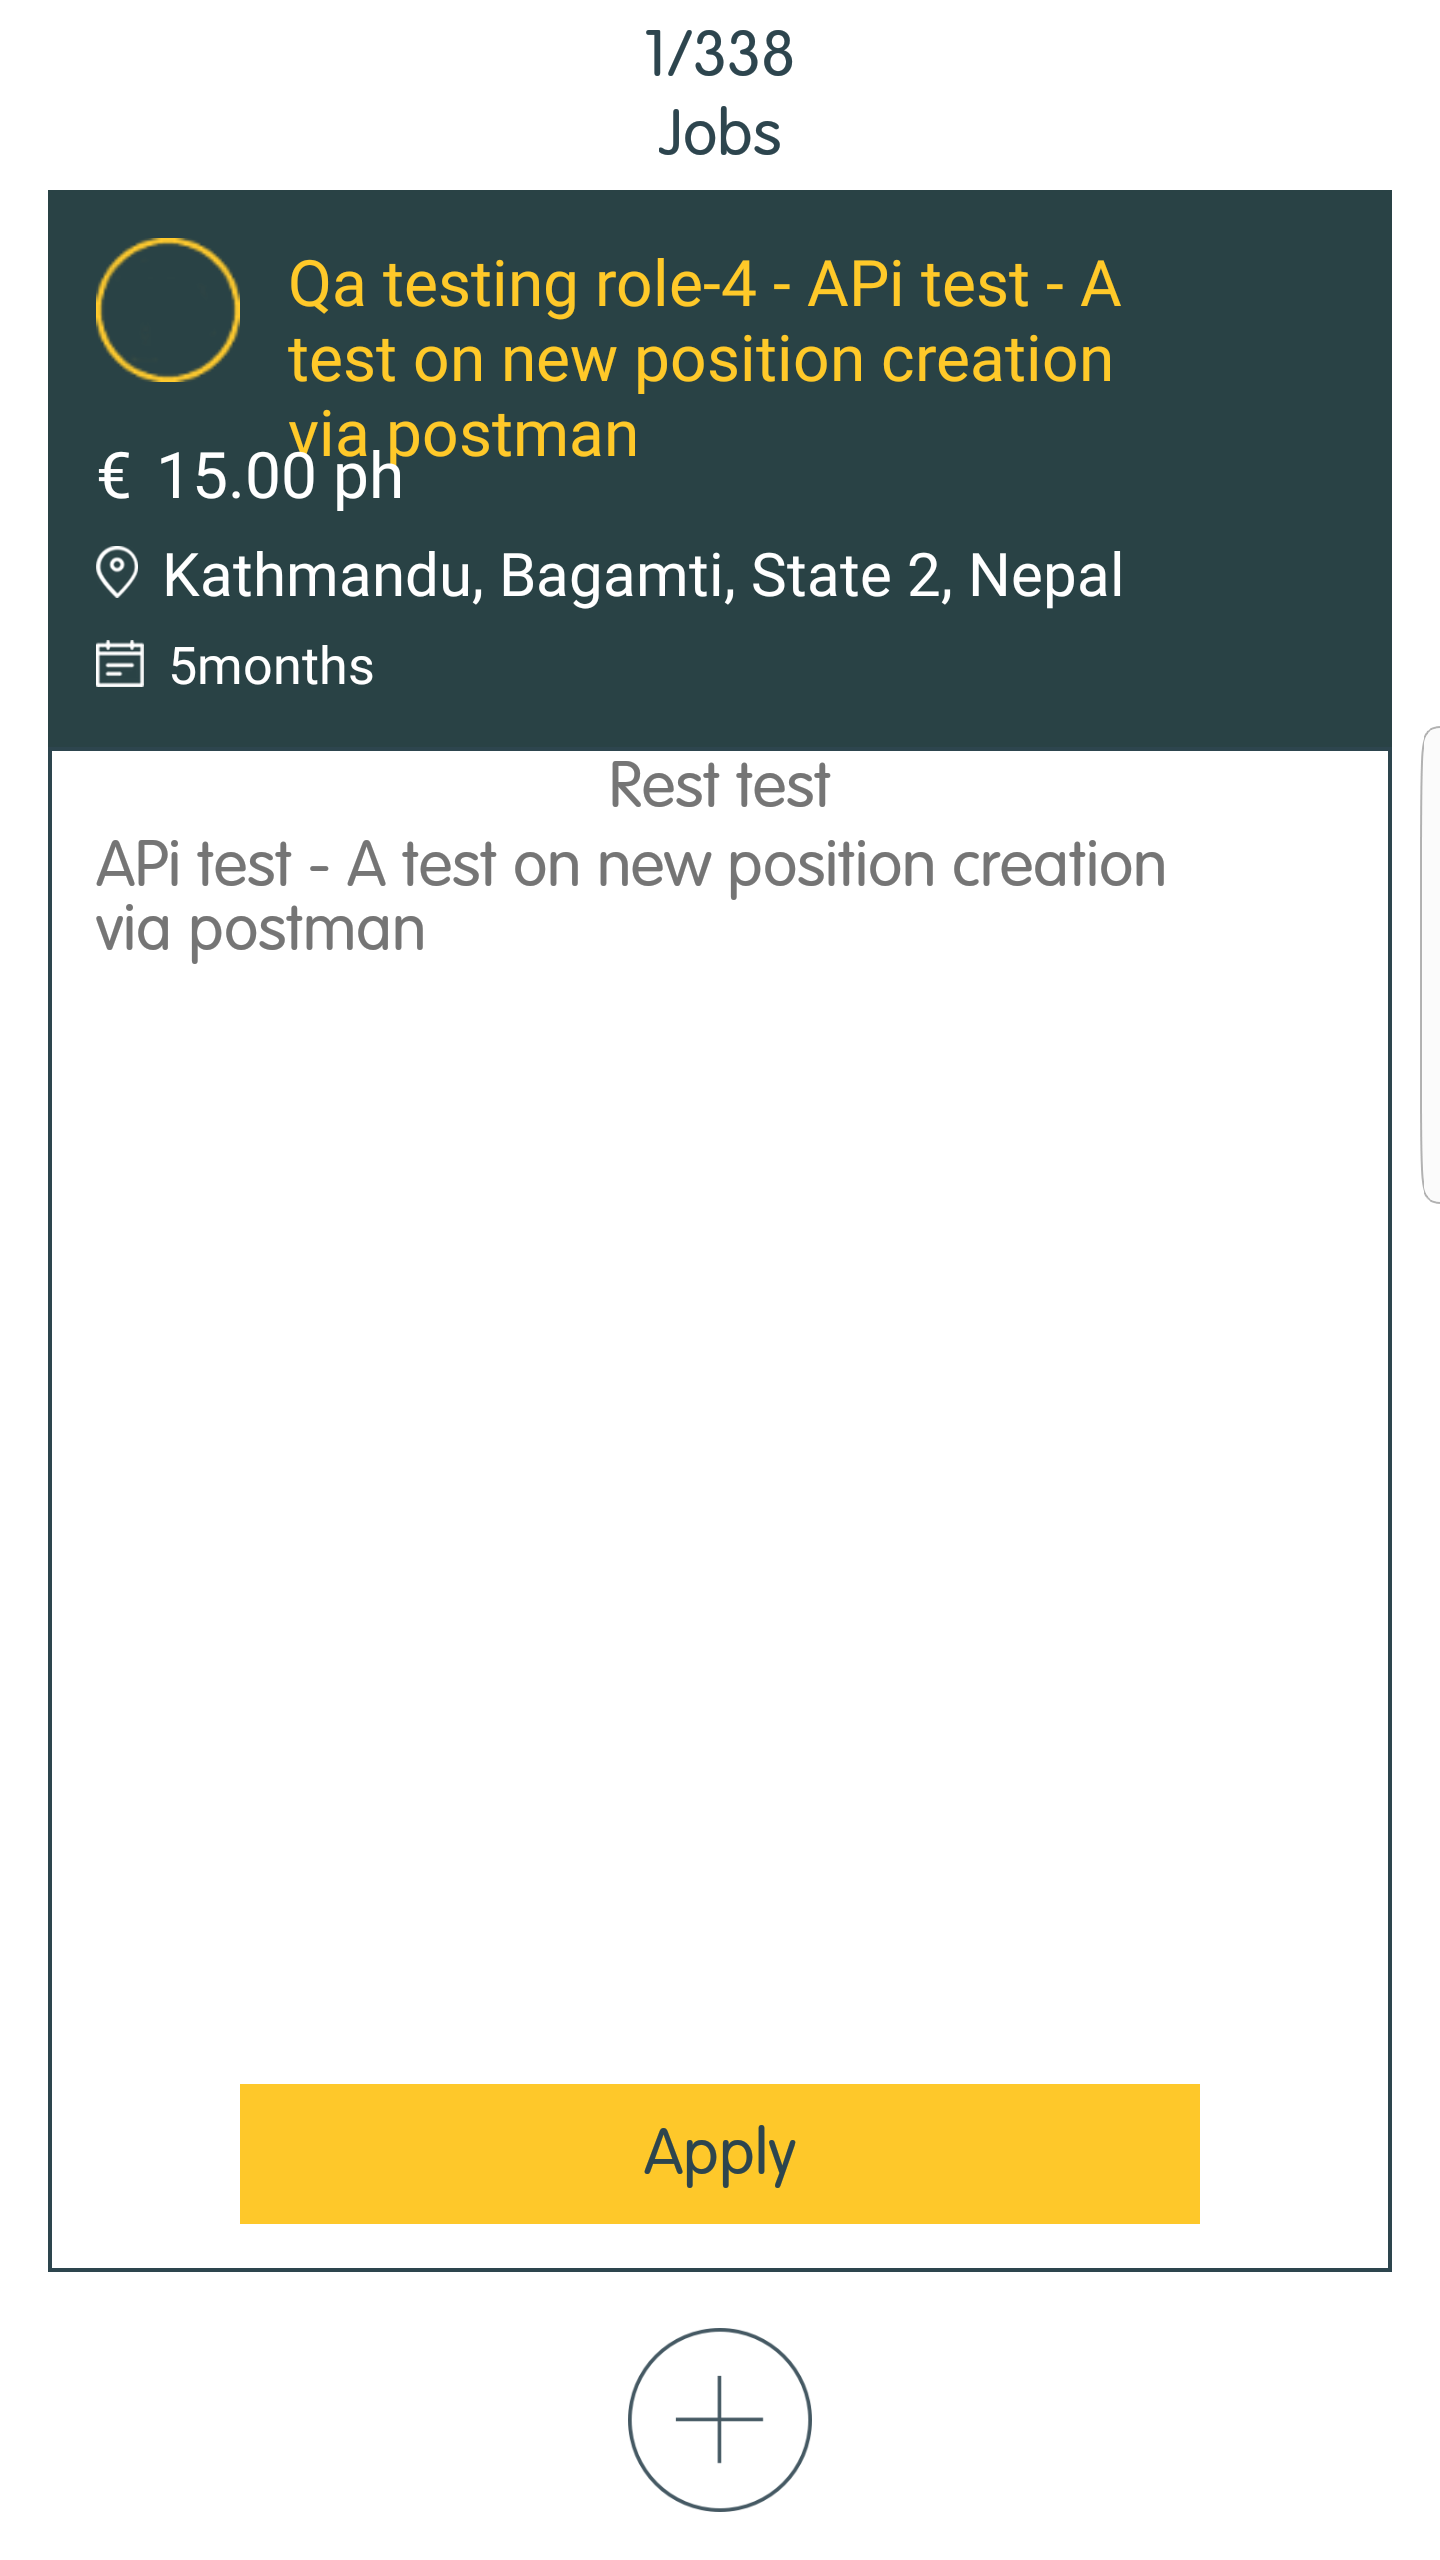 1/338
Jobs
Qa testing role-4 - APi test - A
test on new position creation
via postman
€ 15.00 ph
Kathmandu, Bagamti, State 2, Nepal
5months
Rest test
APi test - A test on new position creation
via postman
Apply